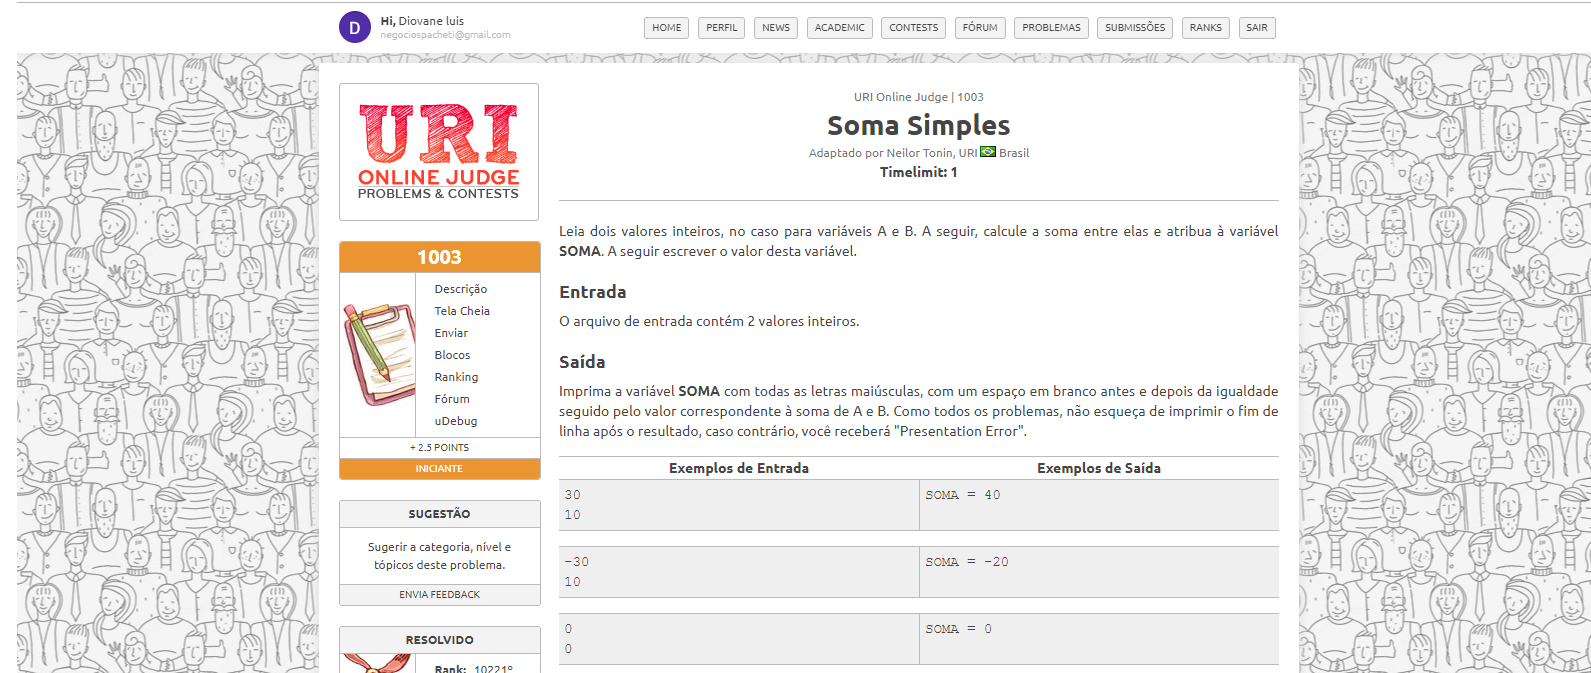 D
Hi, Diovane luis
negociospacheti@gmail.com
HOME PERFIL NEWS ACADEMIC CONTESTS FÓRUM PROBLEMAS SUBMISSÕES RANKS SAIR
URI
ONLINE JUDGE
PROBLEMS & CONTESTS
1003
Descrição
Tela Cheia
Enviar
Blocos
Ranking
Fórum
uDebug
+ 2.5 POINTS
INICIANTE
SUGESTÃO
Sugerir a categoria, nível e
tópicos deste problema.
ENVIA FEEDBACK
RESOLVIDO
Rank: 10221º
URI Online Judge | 1003
Soma Simples
Adaptado por Neilor Tonin, URI Brasil
Timelimit: 1
Leia dois valores inteiros, no caso para variáveis A e B. A seguir, calcule a soma entre elas e atribua à variável
SOMA. A seguir escrever o valor desta variável.
Entrada
O arquivo de entrada contém 2 valores inteiros.
Saída
Imprima a variável SOMA com todas as letras maiúsculas, com um espaço em branco antes e depois da igualdade
seguido pelo valor correspondente à soma de A e B. Como todos os problemas, não esqueça de imprimir o fim de
linha após o resultado, caso contrário, você receberá "Presentation Error".
Exemplos de Entrada Exemplos de Saída
30 SOMA = 40
10
-30 SOMA = -20
10
0 SOMA = 0
0